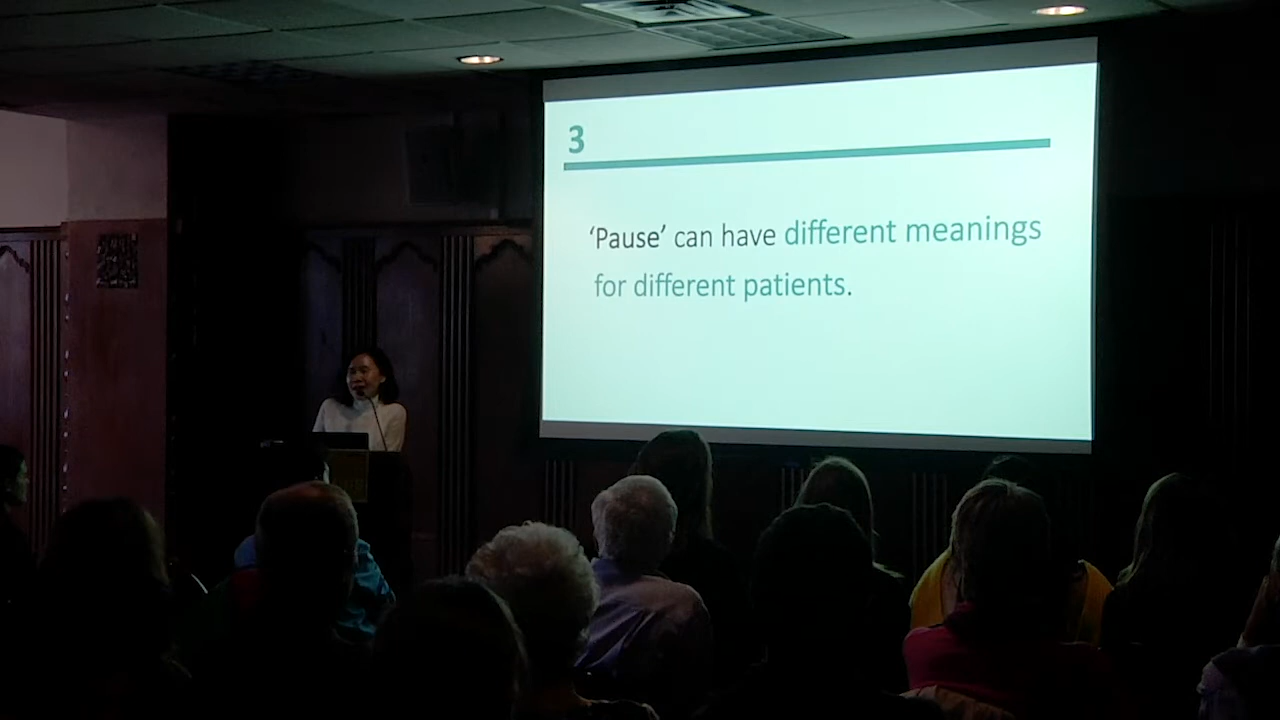 3
‘Pause’ can have different meanings
for different patients.